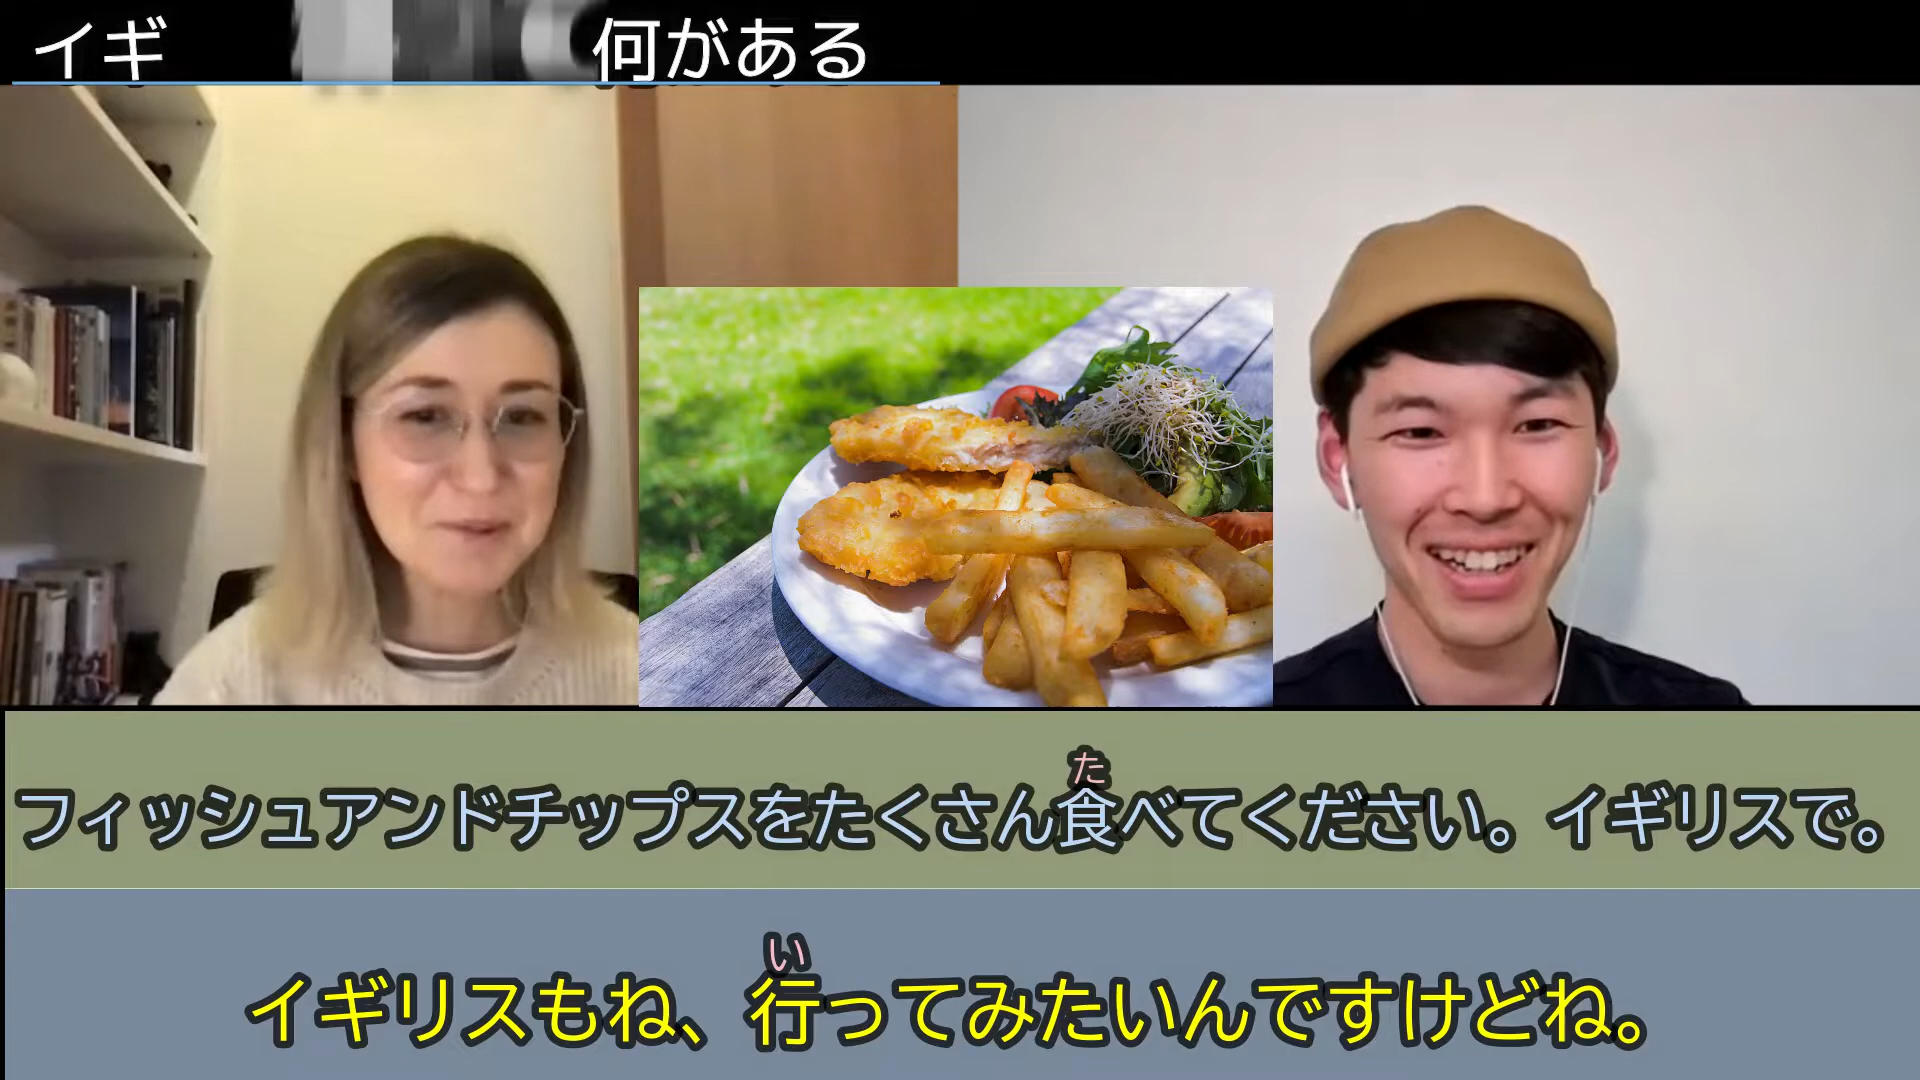 イギ 何がある
た
フィッシュアンドチップスをたくさん食べてください。イギリスで。
い
イギリスもね、行ってみたいんですけどね。